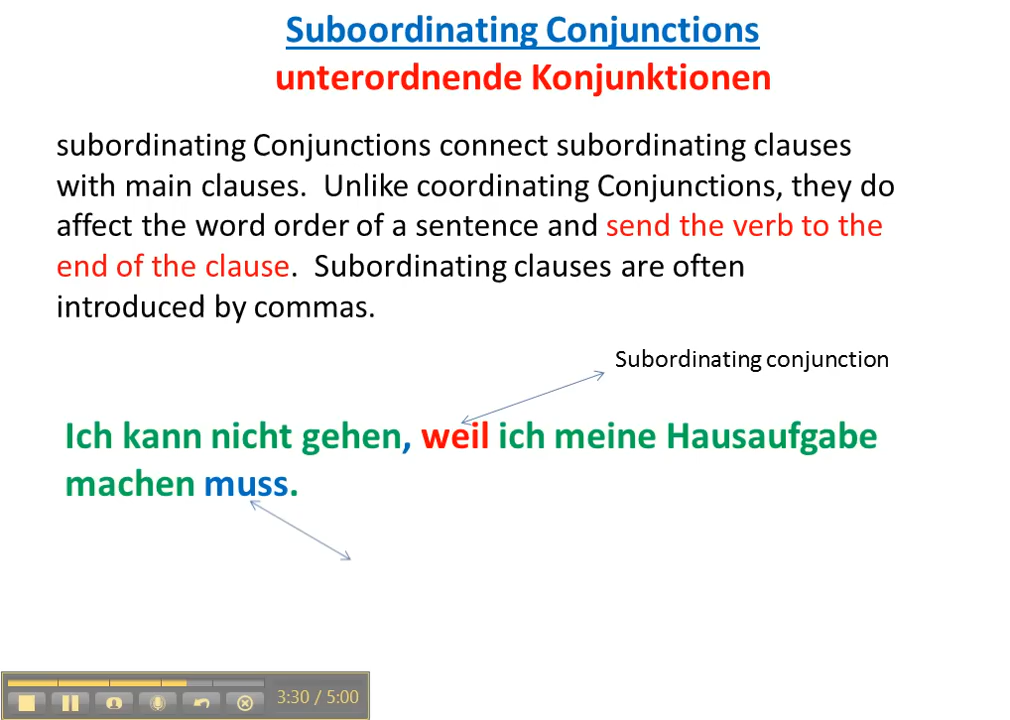 Suboordinating Conjunctions
unterordnende Konjunktionen
subordinating Conjunctions connect subordinating clauses
with main clauses. Unlike coordinating Conjunctions, they do
affect the word order of a sentence and send the verb to the
end of the clause. Subordinating clauses are often
introduced by commas.
Subordinating conjunction
Ich kann nicht gehen, weil ich meine Hausaufgabe
machen muss.
3:30 / 5:00